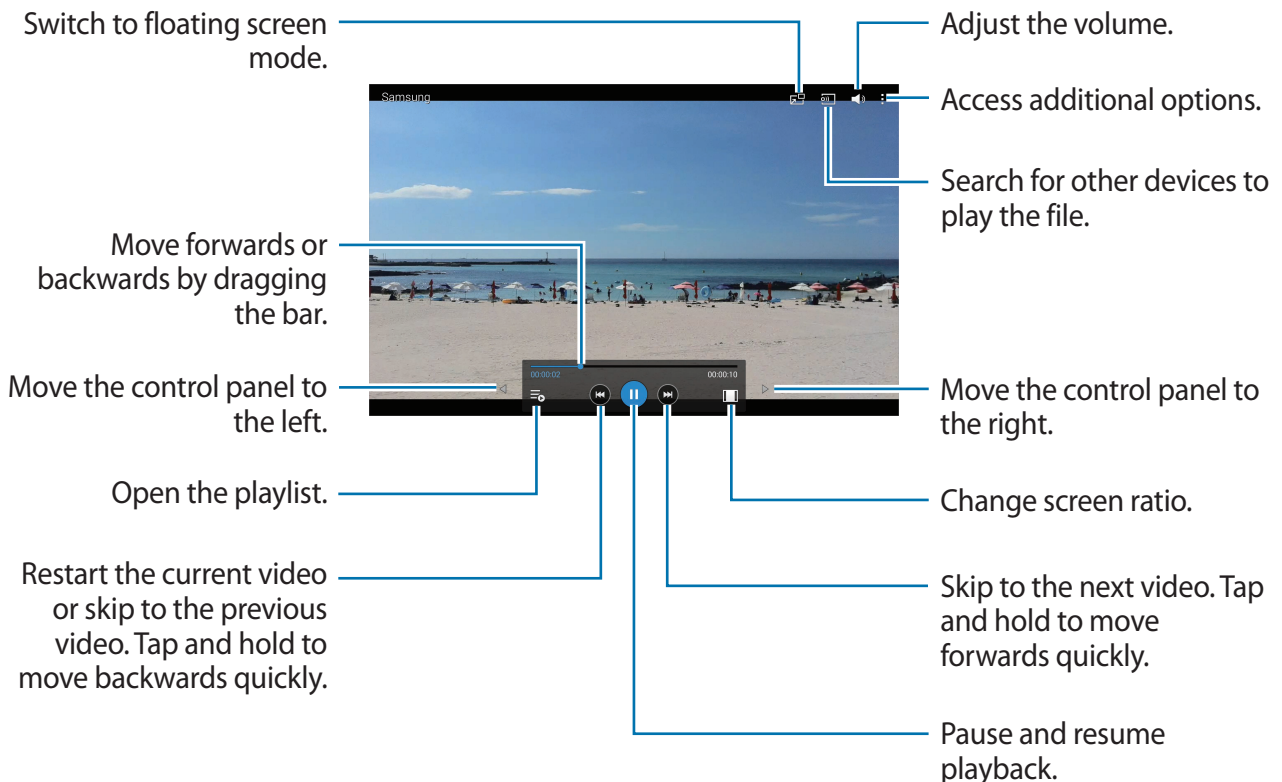 Switch to floating screen
mode.
Adjust the volume.
Samsung
Access additional options.
Search for other devices to
play the file.
Move forwards or
backwards by dragging
the bar.
00:00:02
00:00:10
Move the control panel to
the left.
Move the control panel to
the right.
Open the playlist.
Change screen ratio.
Restart the current video
or skip to the previous
video. Tap and hold to
move backwards quickly.
Skip to the next video. Tap
and hold to move
forwards quickly.
Pause and resume
playback.